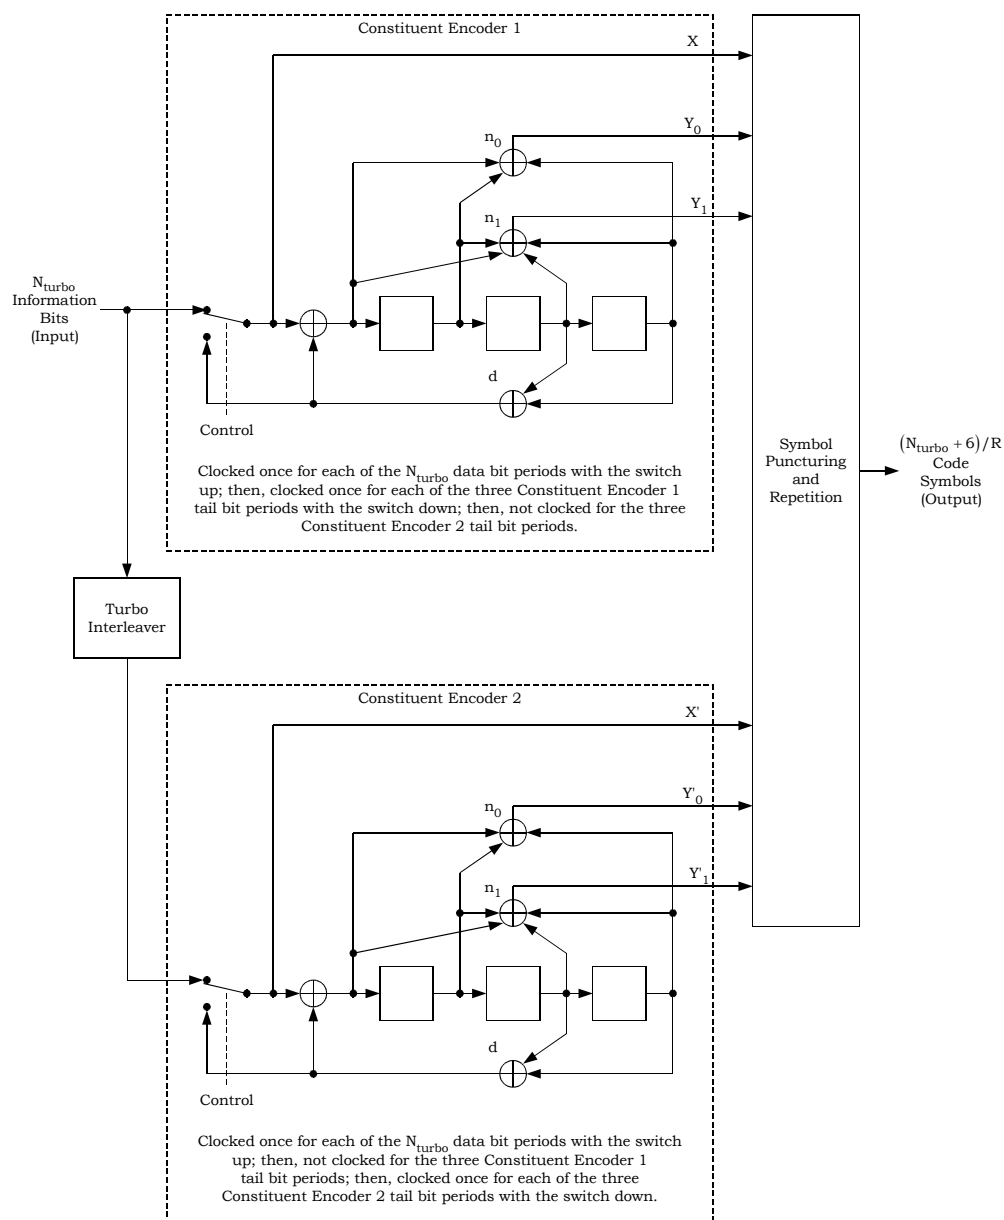 Constituent Encoder 1
X
n0
Y0
n1
Y1
Nturbo
Information
Bits
(Input)
d
Control
Clocked once for each of the Nturbo data bit periods with the switch
up; then, clocked once for each of the three Constituent Encoder 1
tail bit periods with the switch down; then, not clocked for the three
Constituent Encoder 2 tail bit periods.
Symbol
Puncturing
and
Repetition
(Nturbo + 6)/R
Code
Symbols
(Output)
Turbo
Interleaver
Constituent Encoder 2
X'
n0
Y'0
n1
Y'1
d
Control
Clocked once for each of the Nturbo data bit periods with the switch
up; then, not clocked for the three Constituent Encoder 1
tail bit periods; then, clocked once for each of the three
Constituent Encoder 2 tail bit periods with the switch down.